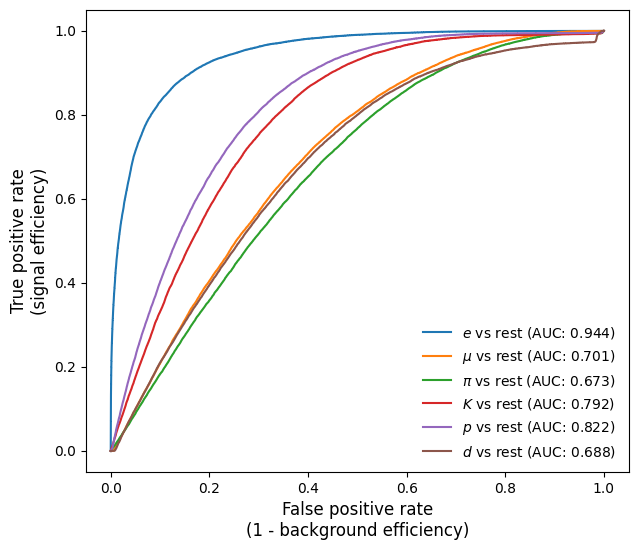 1.0
0.8
0.6
0.4
0.2
0.0
True positive rate
(signal efficiency)
e vs rest (AUC: 0.944)
μ vs rest (AUC: 0.701)
π vs rest (AUC: 0.673)
K vs rest (AUC: 0.792)
p vs rest (AUC: 0.822)
d vs rest (AUC: 0.688)
0.0 0.2 0.4 0.6 0.8 1.0
False positive rate
(1 - background efficiency)